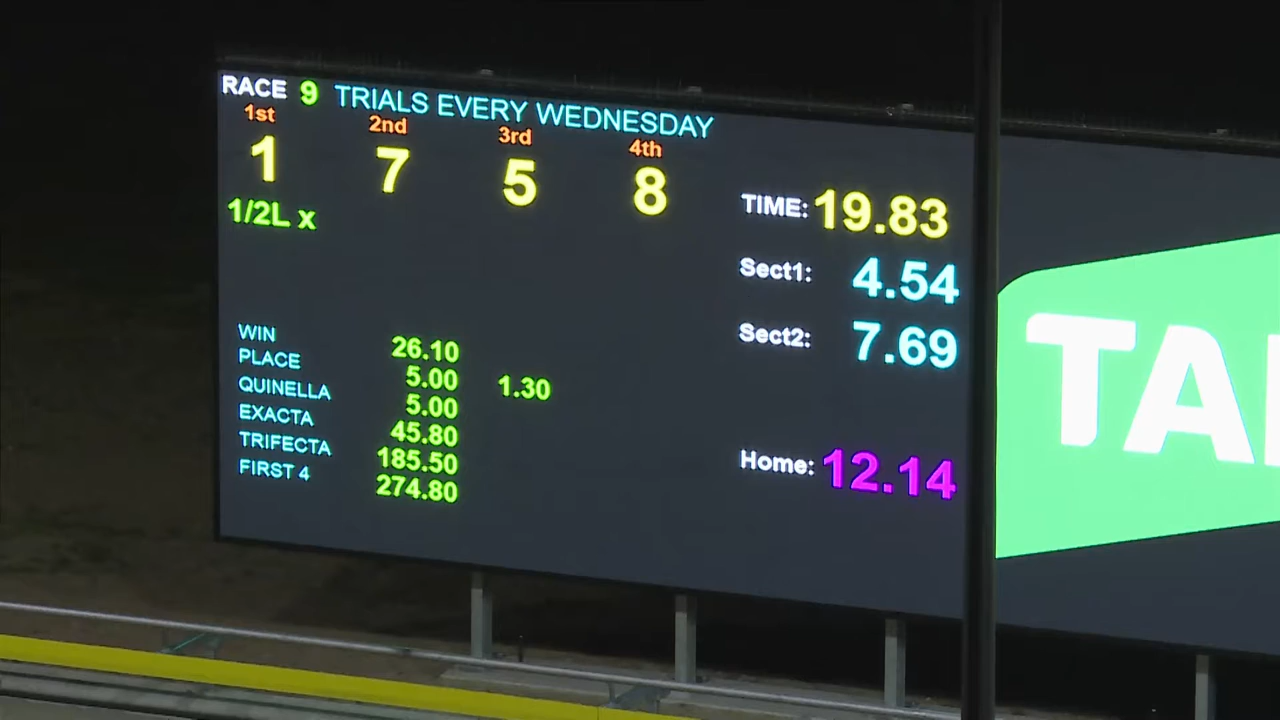 RACE 9 TRIALS EVERY WEDNESDAY
1st 2nd 3rd 4th
1 7 5 8
1/2L x
TIME: 19.83
Sect1: 4.54
Sect2: 7.69
WIN 26.10
PLACE 5.00 1.30
QUINELLA 5.00
EXACTA 45.80
TRIFECTA 185.50
FIRST 4 274.80
Home: 12.14